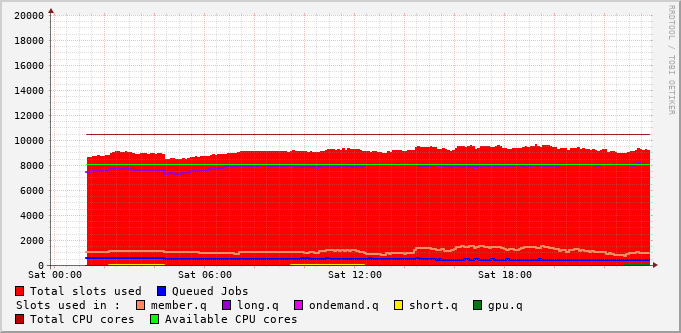 20000
18000
16000
14000
12000
10000
8000
6000
4000
2000
0
Sat 00:00 Sat 06:00 Sat 12:00 Sat 18:00
RRDTOOL / TOBI OETIKER
Total slots used Queued Jobs
Slots used in : member.q long.q ondemand.q short.q gpu.q
Total CPU cores Available CPU cores